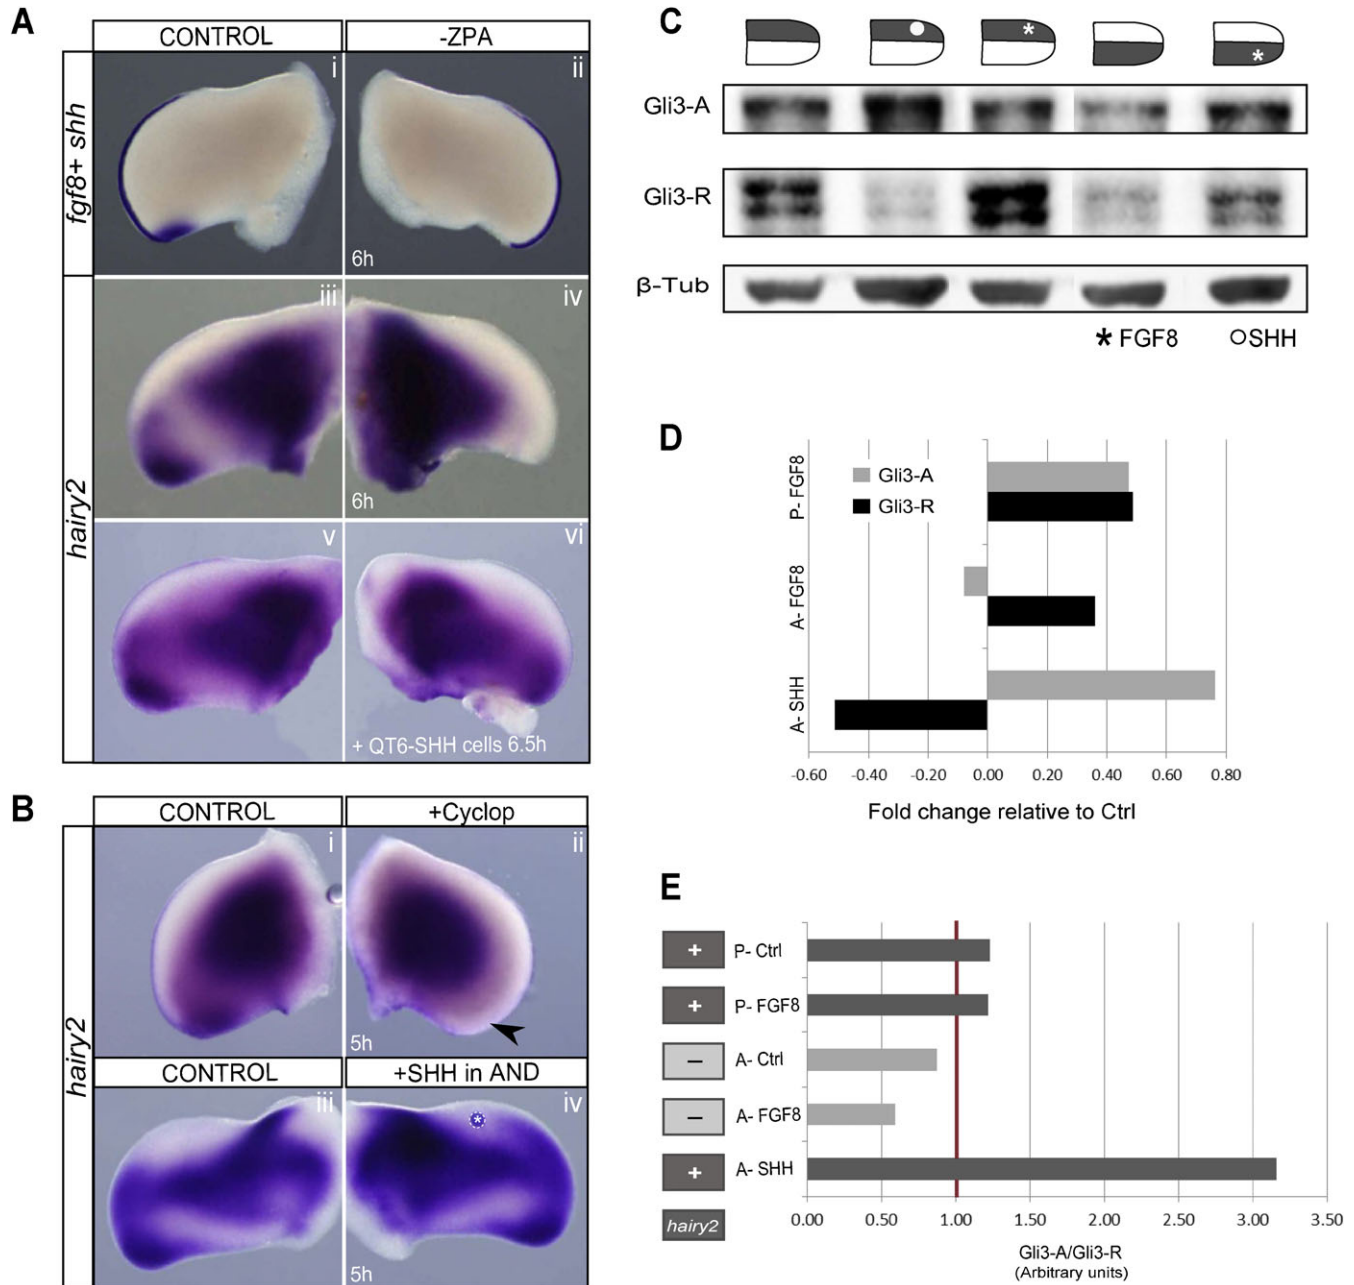 A
CONTROL
-ZPA
fgf8+ shh
i
ii
6h
hairy2
iii
iv
6h
v
vi
+ QT6-SHH cells 6.5h
B
CONTROL
+Cyclop
hairy2
i
ii
5h
CONTROL
+SHH in AND
iii
iv
*
5h
C
* *
Gli3-A
Gli3-R
β-Tub
* FGF8 ○SHH
D
Gli3-A
Gli3-R
P- FGF8
A- FGF8
A- SHH
-0.60 -0.40 -0.20 0.00 0.20 0.40 0.60 0.80
Fold change relative to Ctrl
E
+ P- Ctrl
+ P- FGF8
– A- Ctrl
– A- FGF8
+ A- SHH
hairy2
0.00 0.50 1.00 1.50 2.00 2.50 3.00 3.50
Gli3-A/Gli3-R
(Arbitrary units)